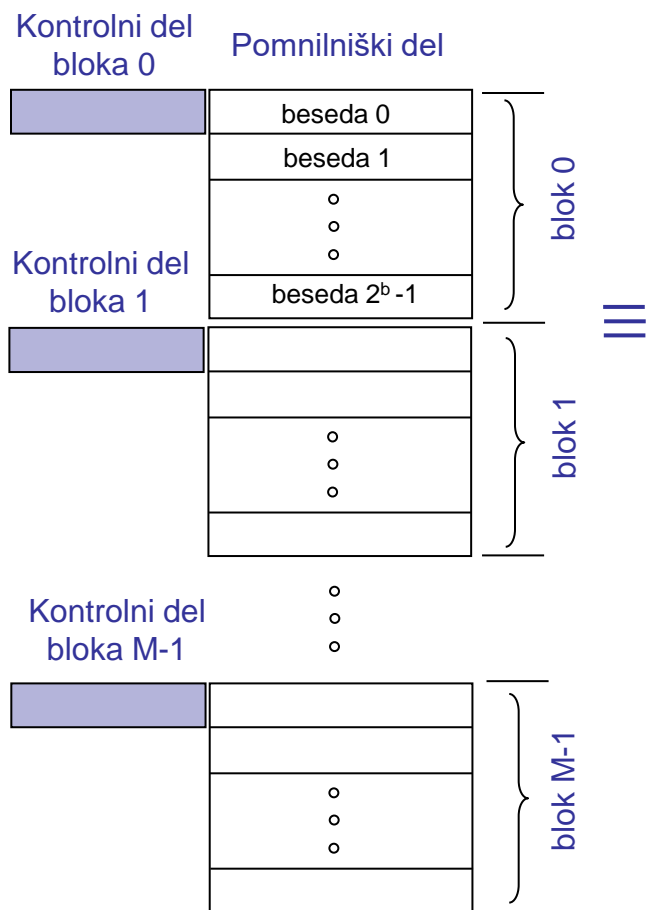 Kontrolni del
bloka 0
Pomnilniški del
beseda 0
beseda 1
beseda 2ᵇ -1
blok 0
Kontrolni del
bloka 1
blok 1
Kontrolni del
bloka M-1
blok M-1